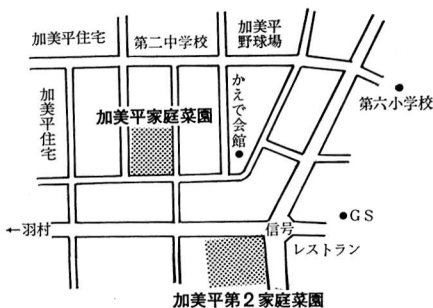 加美平住宅
第二中学校
加美平
野球場
加美平住宅
加美平家庭菜園
かえで会館
第六小学校
GS
←羽村
信号
レストラン
加美平第2家庭菜園